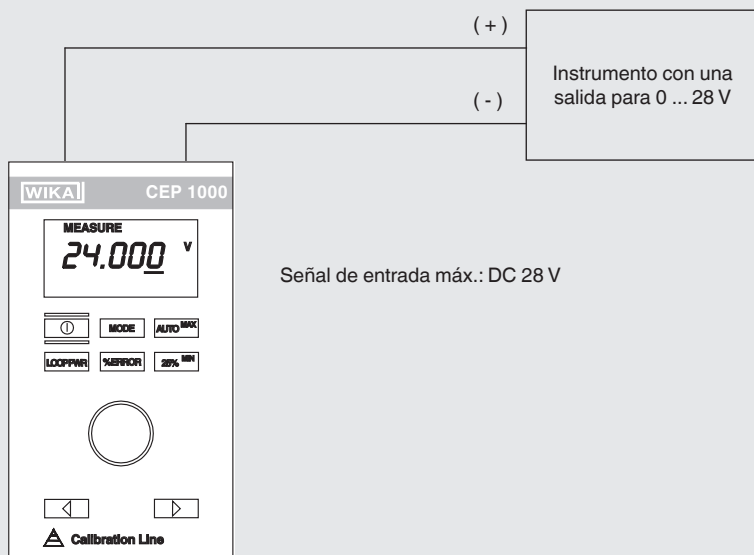 ( + )
Instrumento con una
salida para 0 ... 28 V
( - )
WIKA CEP 1000
MEASURE
24.000 V
Señal de entrada máx.: DC 28 V
MODE AUTO MAX
LOOPPWR %ERROR 25% MIN
Calibration Line